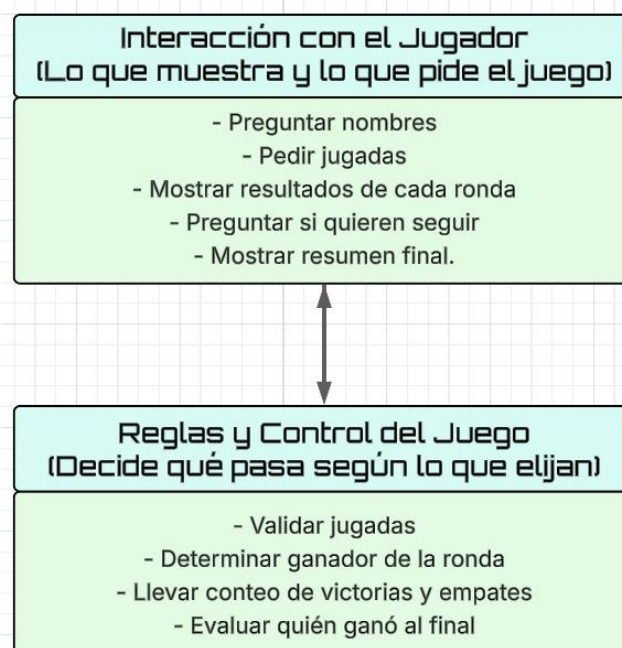 Interacción con el Jugador
(Lo que muestra y lo que pide el juego)
- Preguntar nombres
- Pedir jugadas
- Mostrar resultados de cada ronda
- Preguntar si quieren seguir
- Mostrar resumen final.
Reglas y Control del Juego
(Decide qué pasa según lo que elijan)
- Validar jugadas
- Determinar ganador de la ronda
- Llevar conteo de victorias y empates
- Evaluar quién ganó al final